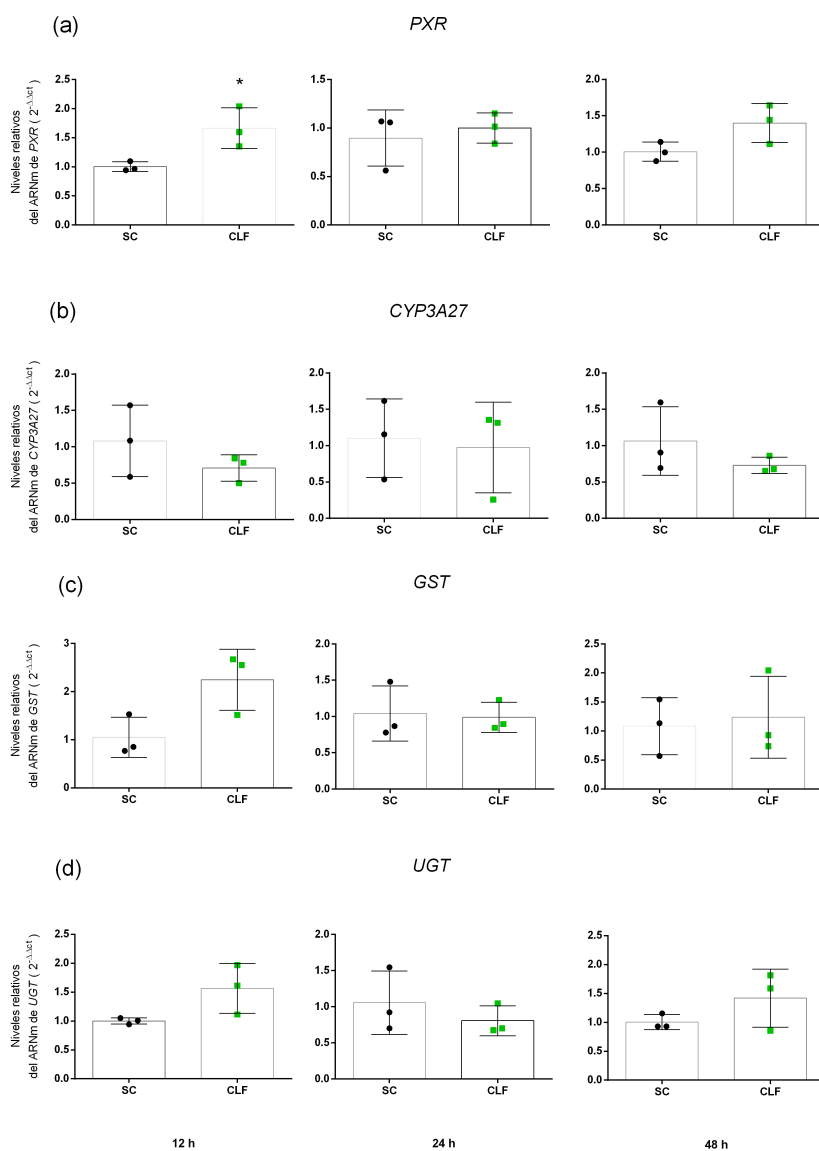 (a) PXR
Niveles relativos
del ARNm de PXR ( 2^-ΔΔct )
2.5
2.0
1.5
1.0
0.5
0.0
SC CLF
*
1.5
1.0
0.5
0.0
SC CLF
2.0
1.5
1.0
0.5
0.0
SC CLF
(b) CYP3A27
Niveles relativos
del ARNm de CYP3A27 ( 2^-ΔΔct )
2.0
1.5
1.0
0.5
0.0
SC CLF
2.0
1.5
1.0
0.5
0.0
SC CLF
2.0
1.5
1.0
0.5
0.0
SC CLF
(c) GST
Niveles relativos
del ARNm de GST ( 2^-ΔΔct )
3
2
1
0
SC CLF
2.0
1.5
1.0
0.5
0.0
SC CLF
2.5
2.0
1.5
1.0
0.5
0.0
SC CLF
(d) UGT
Niveles relativos
del ARNm de UGT ( 2^-ΔΔct )
2.5
2.0
1.5
1.0
0.5
0.0
SC CLF
2.0
1.5
1.0
0.5
0.0
SC CLF
2.5
2.0
1.5
1.0
0.5
0.0
SC CLF
12 h 24 h 48 h